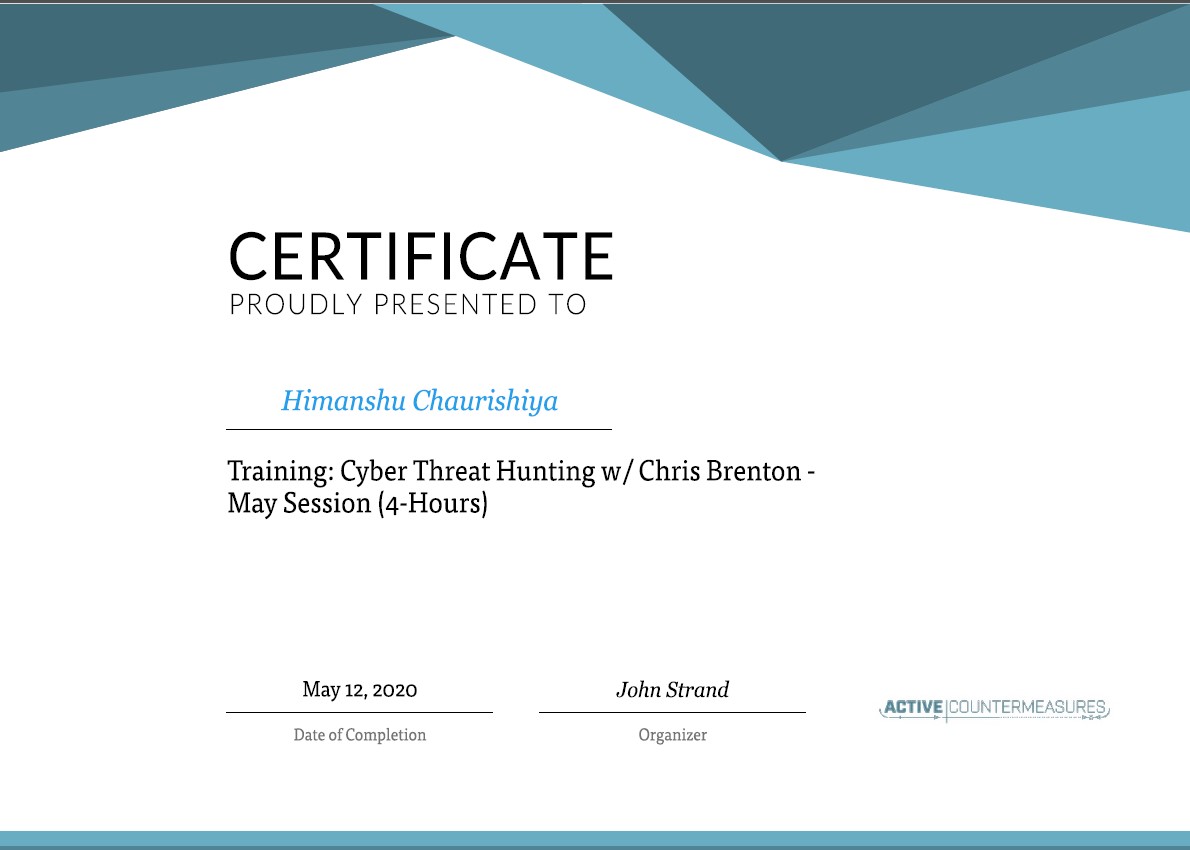 CERTIFICATE
PROUDLY PRESENTED TO
Himanshu Chaurishiya
Training: Cyber Threat Hunting w/ Chris Brenton -
May Session (4-Hours)
May 12, 2020
John Strand
Date of Completion
Organizer
ACTIVE COUNTERMEASURES